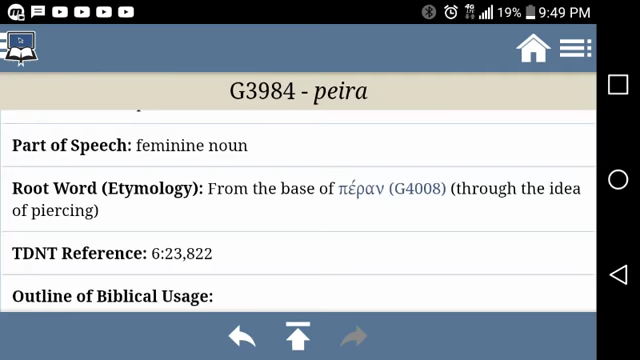 19% 9:49 PM
G3984 - peira
Part of Speech: feminine noun
Root Word (Etymology): From the base of πέραν (G4008) (through the idea
of piercing)
TDNT Reference: 6:23,822
Outline of Biblical Usage: